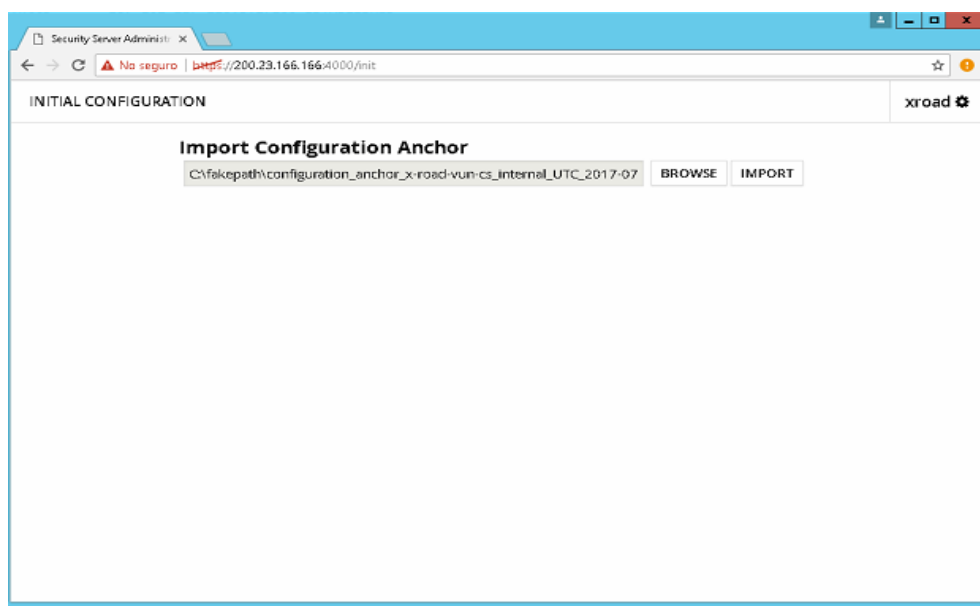 Security Server Administr
No seguro | https://200.23.166.166:4000/init
INITIAL CONFIGURATION
xroad
Import Configuration Anchor
C:\fakepath\configuration_anchor_x-road-vun-cs_internal_UTC_2017-07
BROWSE
IMPORT